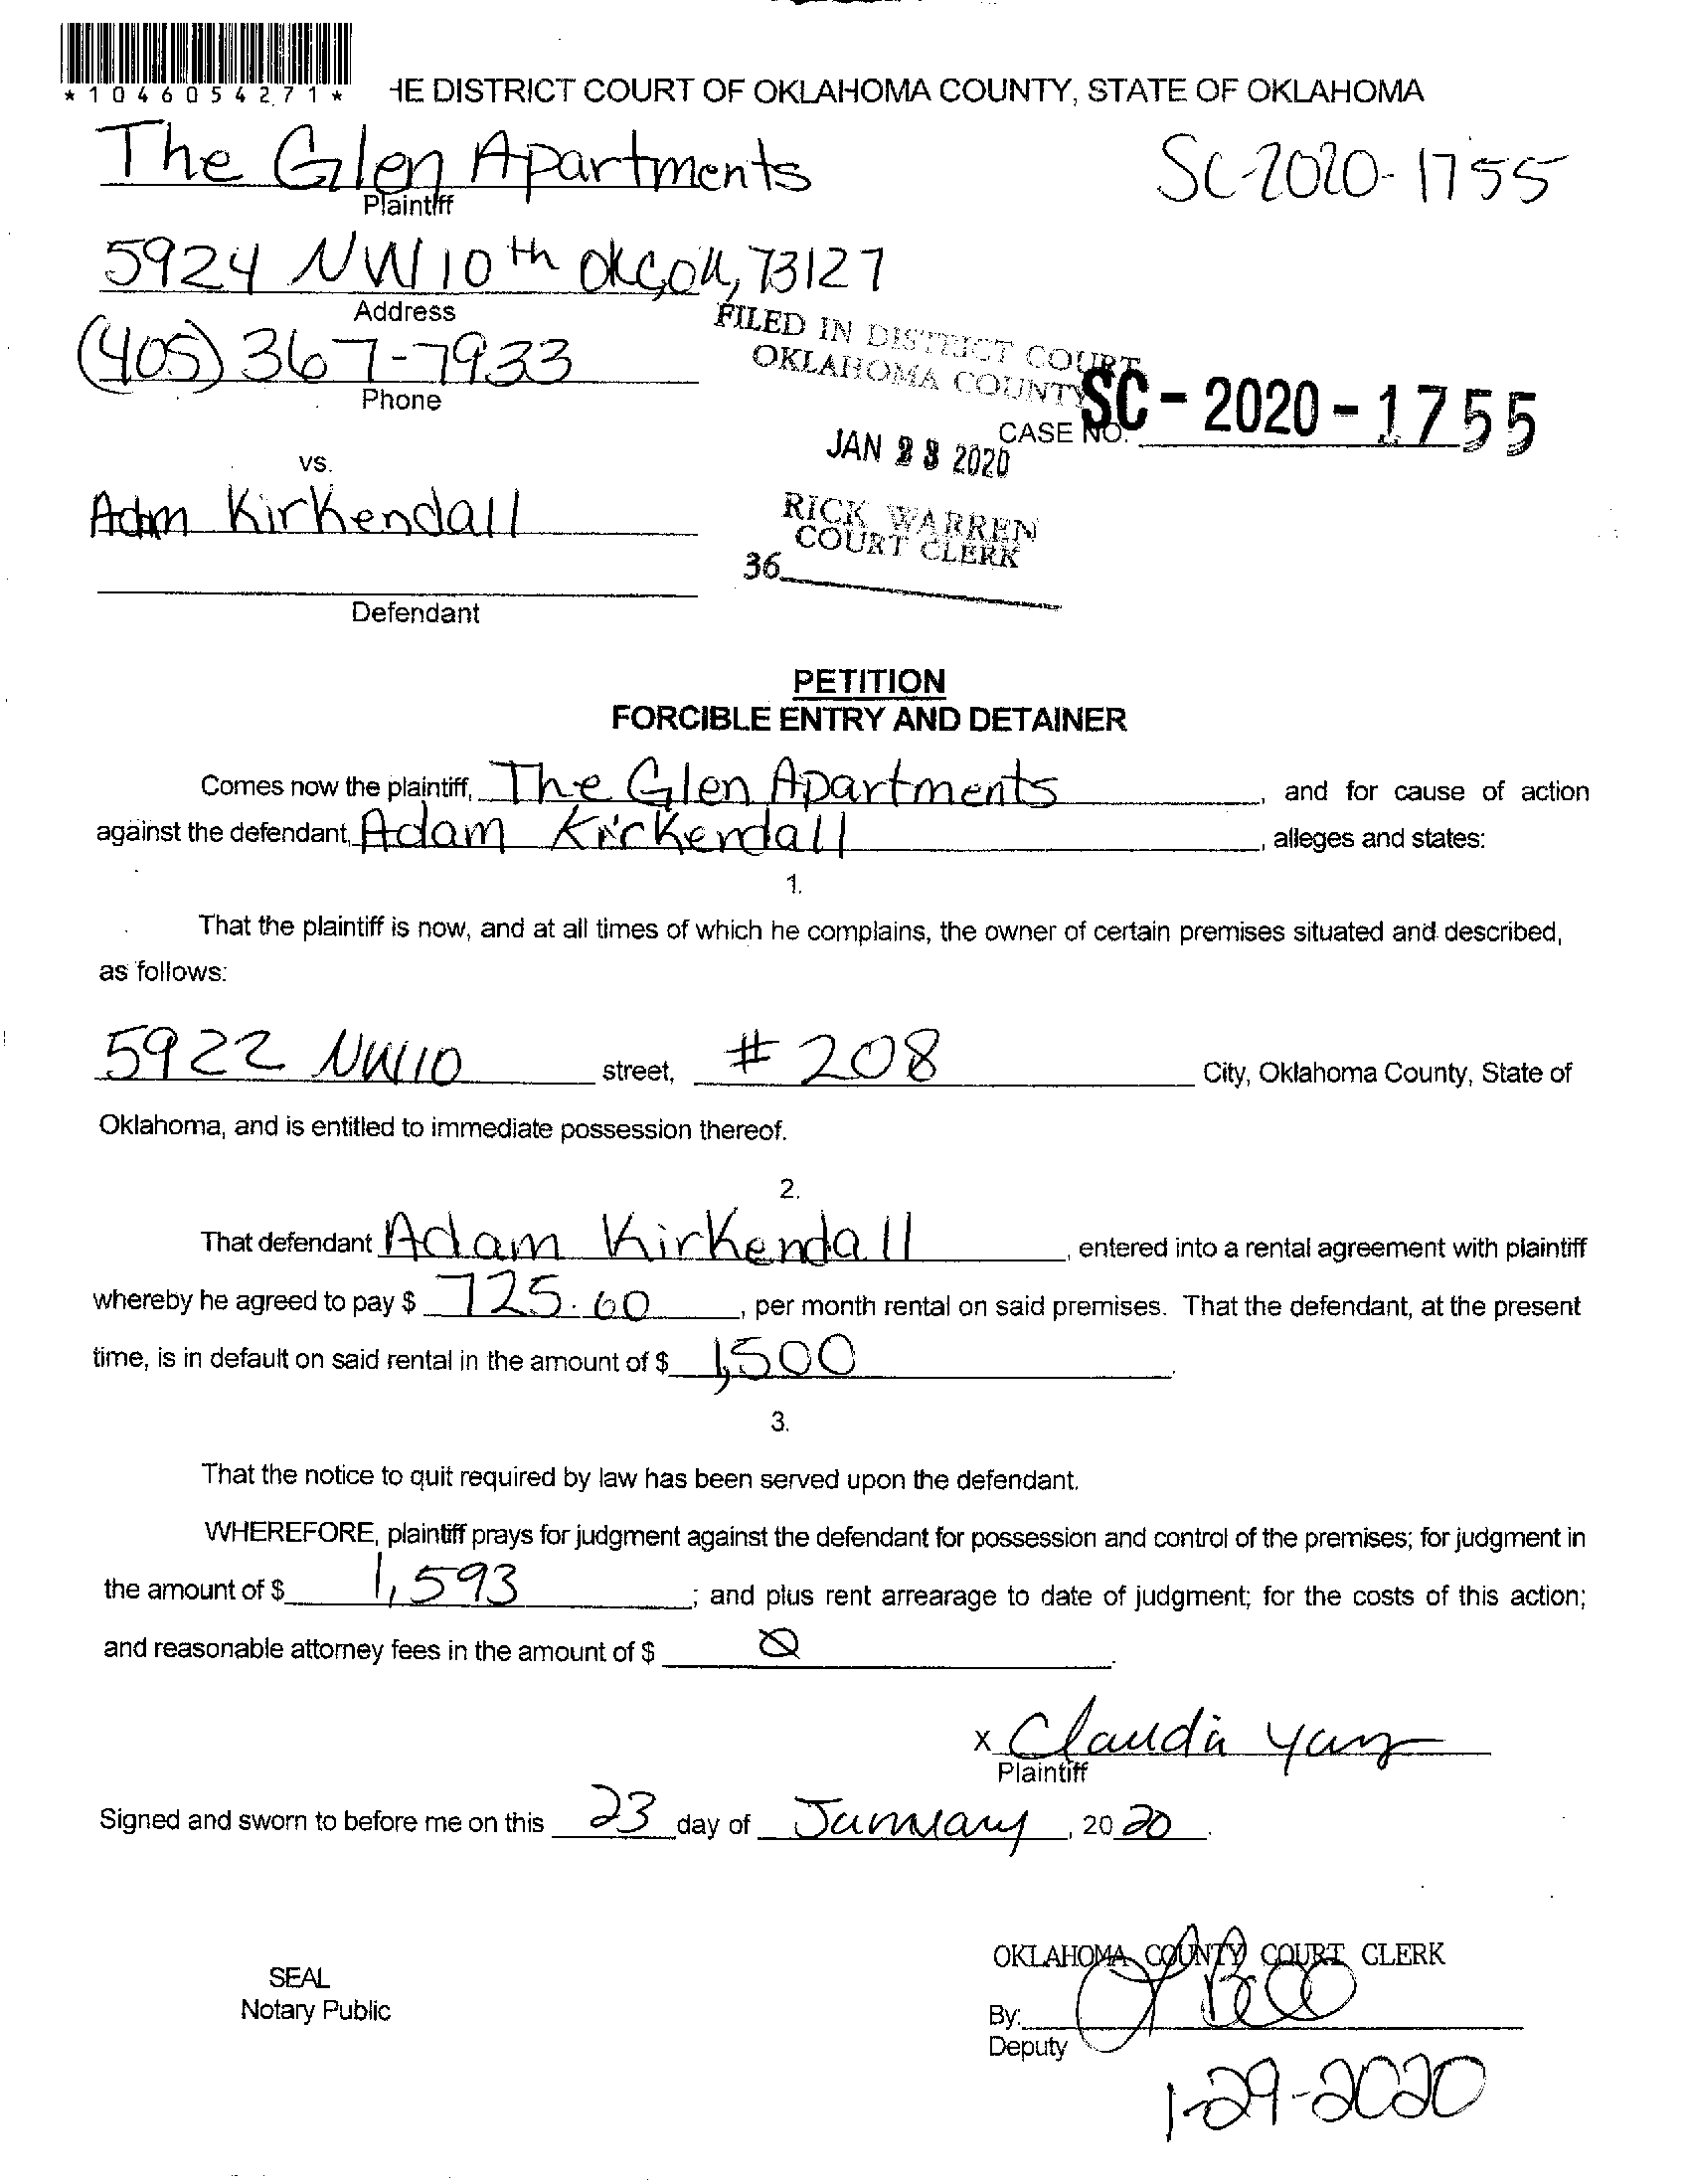 *1046054271*
HE DISTRICT COURT OF OKLAHOMA COUNTY, STATE OF OKLAHOMA
The Glen Apartments
SC-2020-1755
Plaintiff
5924 NW 10th OKC, OK, 73127
Address
(405) 367-7933
Phone
FILED IN DISTRICT COURT
OKLAHOMA COUNTY
CASE NO. SC-2020-1755
JAN 23 2020
vs.
RICK WARREN
COURT CLERK
36
Adam Kirkendall
Defendant
PETITION
FORCIBLE ENTRY AND DETAINER
Comes now the plaintiff, The Glen Apartments, and for cause of action
against the defendant, Adam Kirkendall, alleges and states:
1.
That the plaintiff is now, and at all times of which he complains, the owner of certain premises situated and described,
as follows:
5922 NW10 street, #208 City, Oklahoma County, State of
Oklahoma, and is entitled to immediate possession thereof.
2.
That defendant Adam Kirkendall, entered into a rental agreement with plaintiff
whereby he agreed to pay $ 725.60, per month rental on said premises. That the defendant, at the present
time, is in default on said rental in the amount of $ 1,500.
3.
That the notice to quit required by law has been served upon the defendant.
WHEREFORE, plaintiff prays for judgment against the defendant for possession and control of the premises; for judgment in
the amount of $ 1,593; and plus rent arrearage to date of judgment; for the costs of this action;
and reasonable attorney fees in the amount of $ 0.
x Claudia
Plaintiff
Signed and sworn to before me on this 23 day of January, 2020.
OKLAHOMA COUNTY COURT CLERK
SEAL
Notary Public
By:
Deputy
1-29-2020